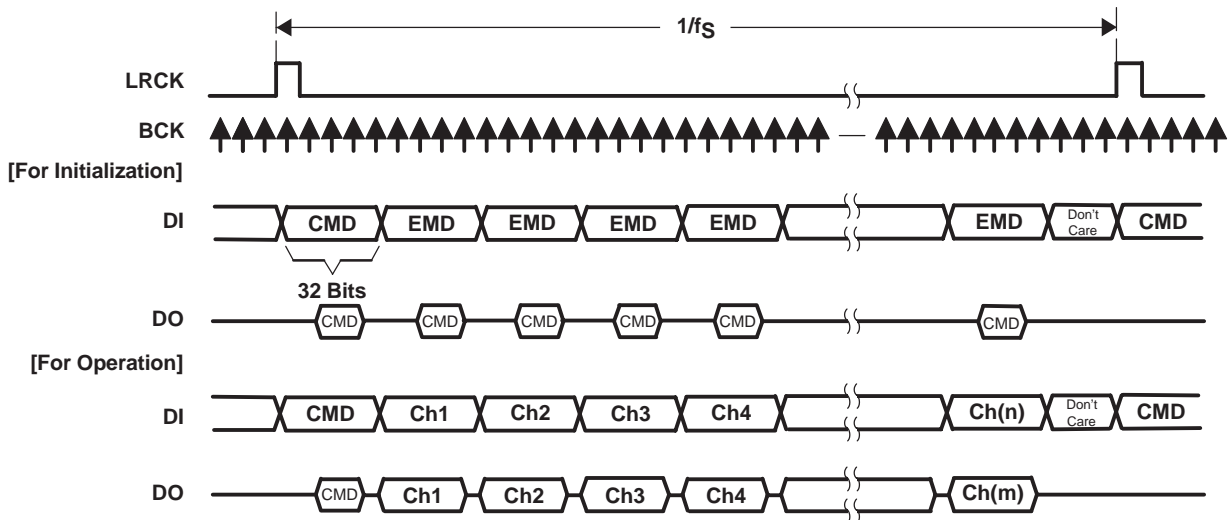 1/fS
LRCK
BCK
[For Initialization]
DI CMD EMD EMD EMD EMD EMD Don't Care CMD
32 Bits
DO CMD CMD CMD CMD CMD CMD
[For Operation]
DI CMD Ch1 Ch2 Ch3 Ch4 Ch(n) Don't Care CMD
DO CMD Ch1 Ch2 Ch3 Ch4 Ch(m)